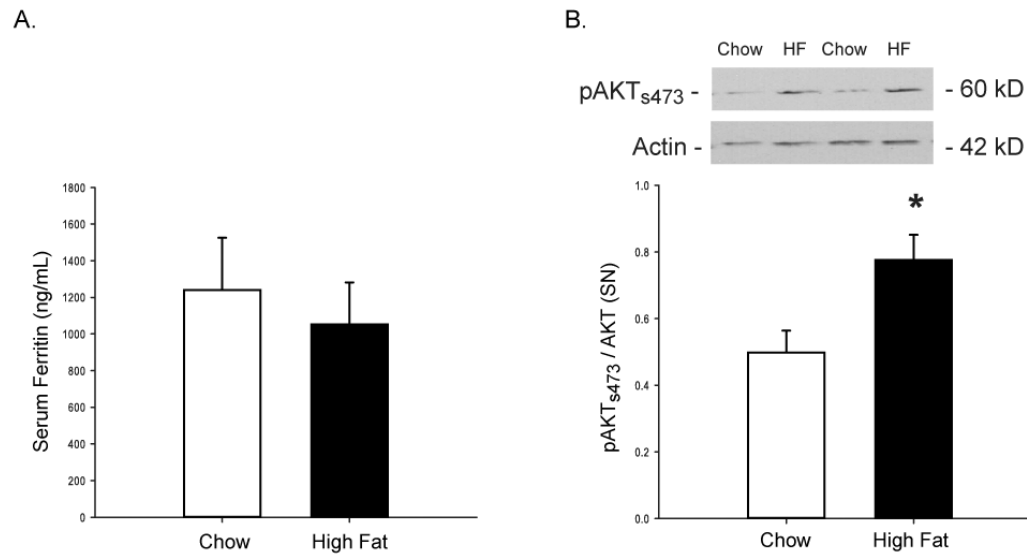 A.
1800
1600
1400
1200
1000
800
600
400
200
0
Serum Ferritin (ng/mL)
Chow High Fat
B.
Chow HF Chow HF
pAKTs473 - - 60 kD
Actin - - 42 kD
1.0
0.8
0.6
0.4
0.2
0.0
*
pAKTs473 / AKT (SN)
Chow High Fat